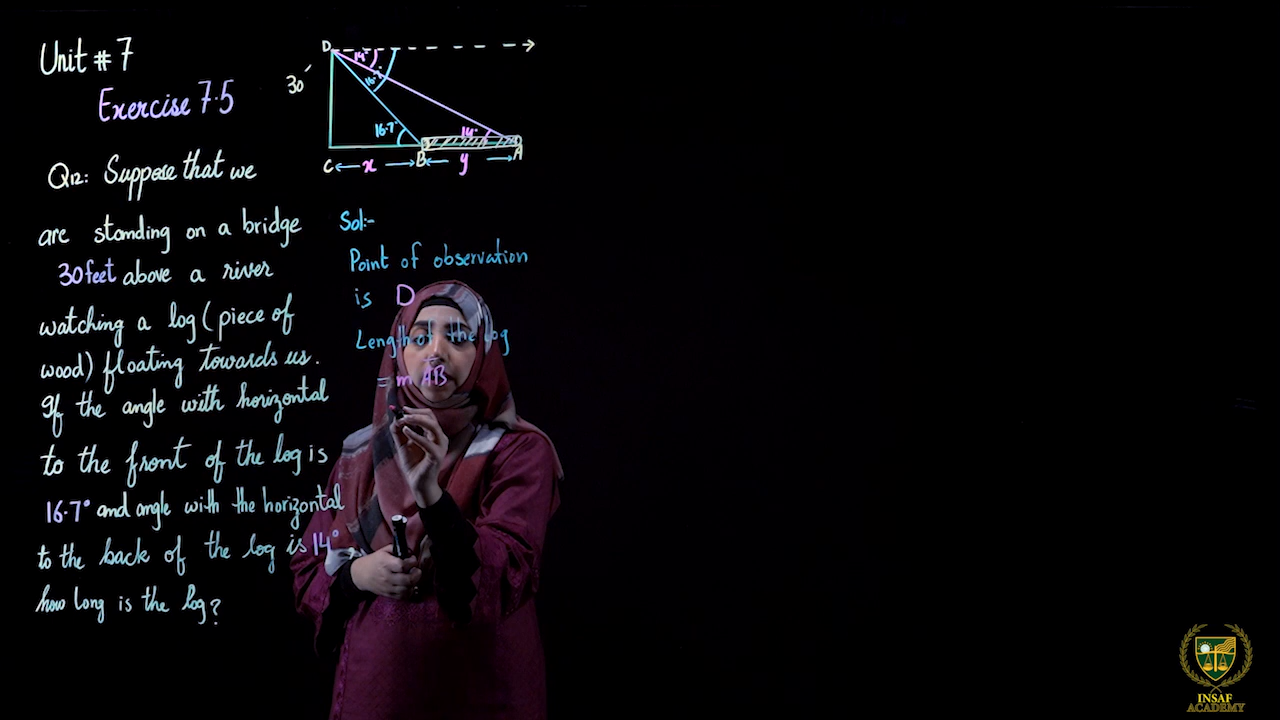 Unit # 7
Exercise 7.5
Q12: Suppose that we
are standing on a bridge
30 feet above a river
watching a log (piece of
wood) floating towards us.
If the angle with horizontal
to the front of the log is
16.7° and angle with the horizontal
to the back of the log is 14°
how long is the log?
D
14°
16.7°
30′
16.7°
14°
C x B y A
Sol:-
Point of observation
is D
Length of the log
= m AB
INSAF
ACADEMY